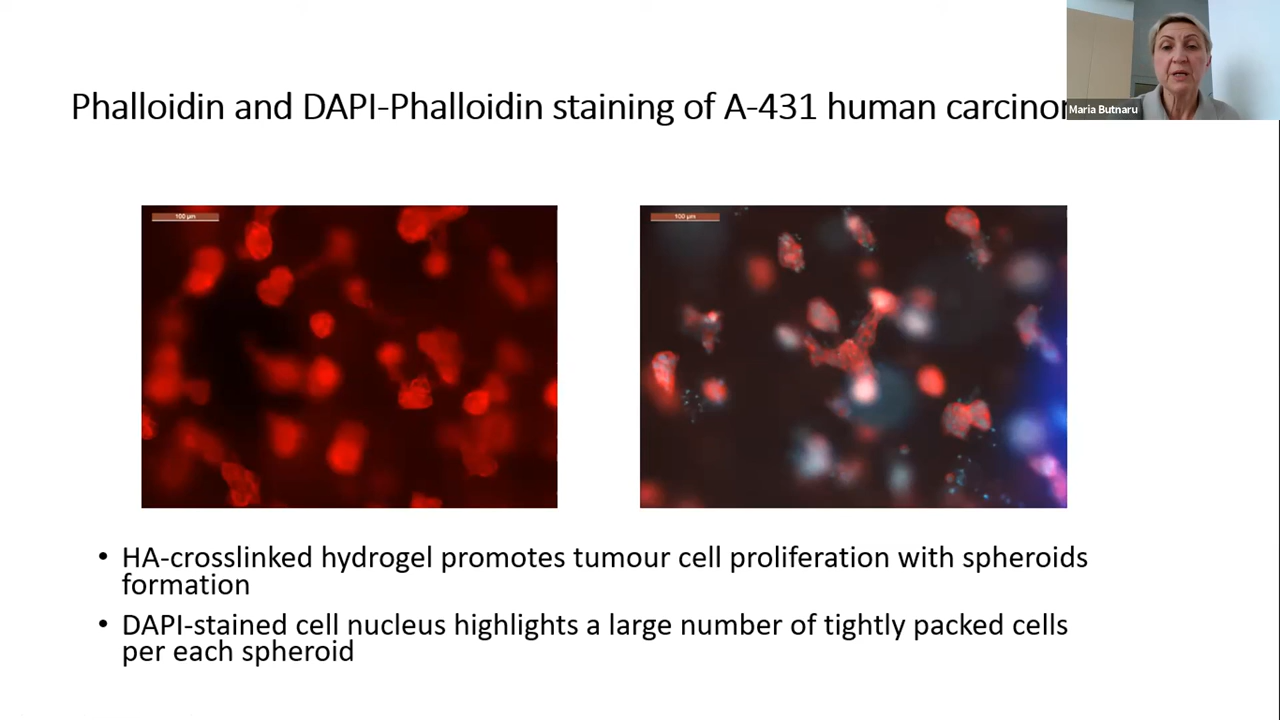 Phalloidin and DAPI-Phalloidin staining of A-431 human carcino
Maria Butnaru
100 µm
100 µm
• HA-crosslinked hydrogel promotes tumour cell proliferation with spheroids
formation
• DAPI-stained cell nucleus highlights a large number of tightly packed cells
per each spheroid